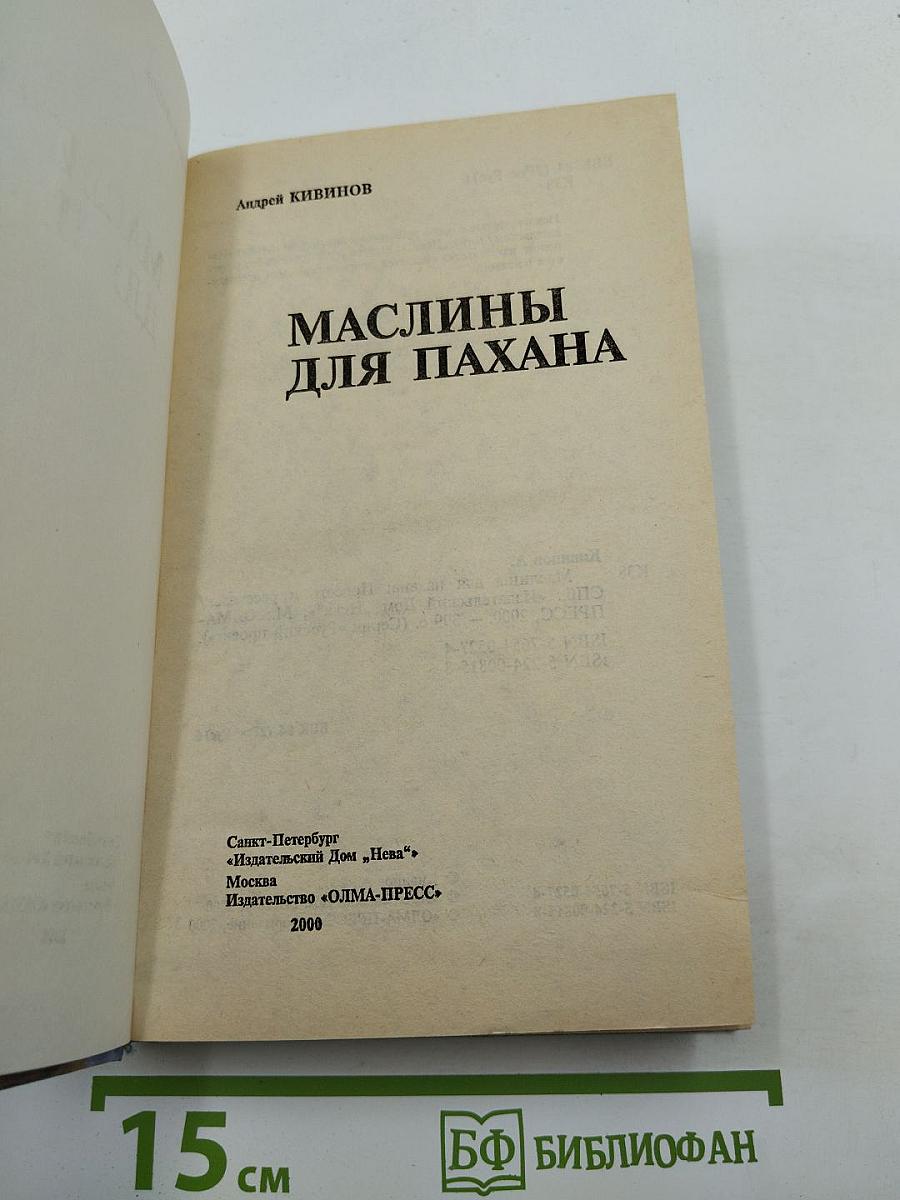 Андрей КИВИНОВ
МАСЛИНЫ
ДЛЯ ПАХАНА
Санкт-Петербург
«Издательский Дом „Нева“»
Москва
Издательство «ОЛМА-ПРЕСС»
2000
15 см
БФ БИБЛИОФАН